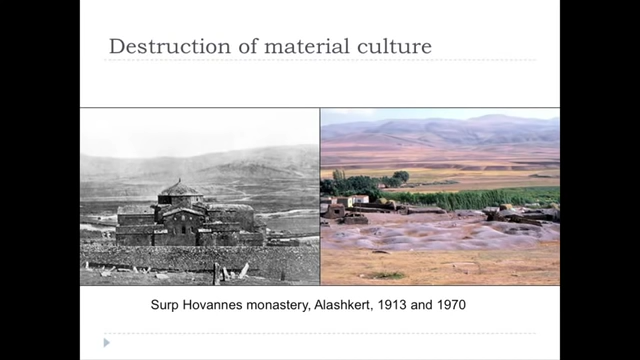 Destruction of material culture
Surp Hovannes monastery, Alashkert, 1913 and 1970